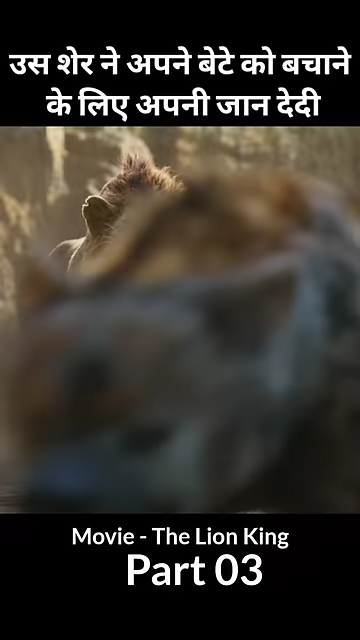 उस शेर ने अपने बेटे को बचाने
के लिए अपनी जान देदी
Movie - The Lion King
Part 03